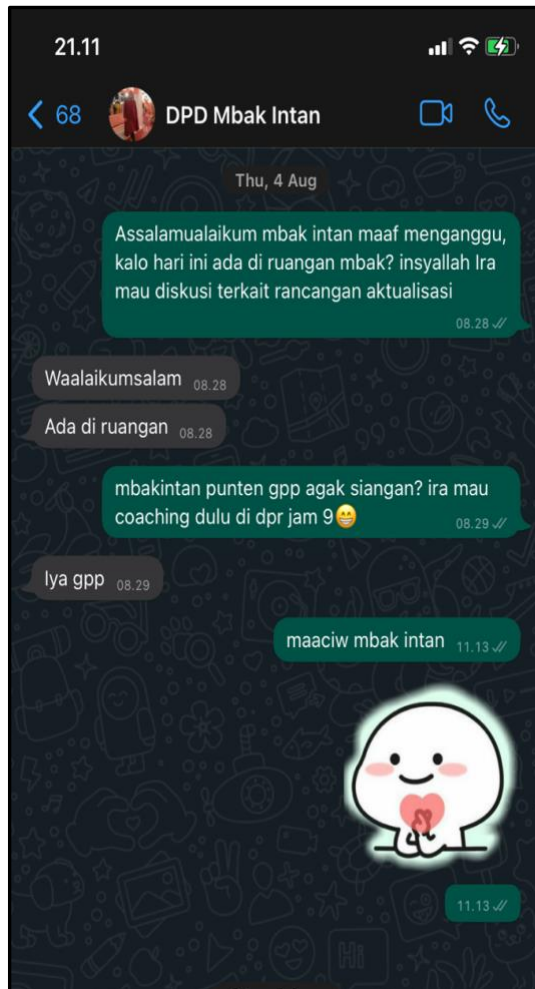 21.11
68
DPD Mbak Intan
Thu, 4 Aug
Assalamualaikum mbak intan maaf menganggu,
kalo hari ini ada di ruangan mbak? insyallah Ira
mau diskusi terkait rancangan aktualisasi
08.28
Waalaikumsalam 08.28
Ada di ruangan 08.28
mbakintan punten gpp agak siangan? ira mau
coaching dulu di dpr jam 9😁
08.29
Iya gpp 08.29
maaciw mbak intan 11.13
11.13